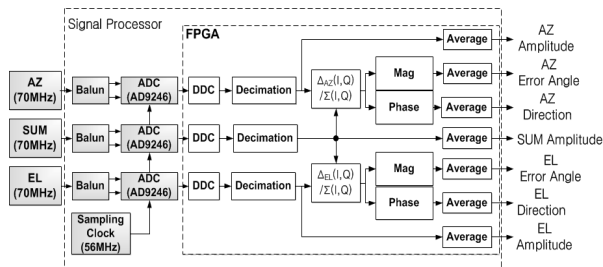 Signal Processor
FPGA
AZ
(70MHz)
Balun
ADC
(AD9246)
DDC
Decimation
ΔAZ(I,Q)
/Σ(I,Q)
Mag
Phase
Average
AZ
Amplitude
Average
AZ
Error Angle
Average
AZ
Direction
SUM
(70MHz)
Balun
ADC
(AD9246)
DDC
Decimation
Average
SUM Amplitude
EL
(70MHz)
Balun
ADC
(AD9246)
DDC
Decimation
ΔEL(I,Q)
/Σ(I,Q)
Mag
Phase
Average
EL
Error Angle
Average
EL
Direction
Average
EL
Amplitude
Sampling
Clock
(56MHz)